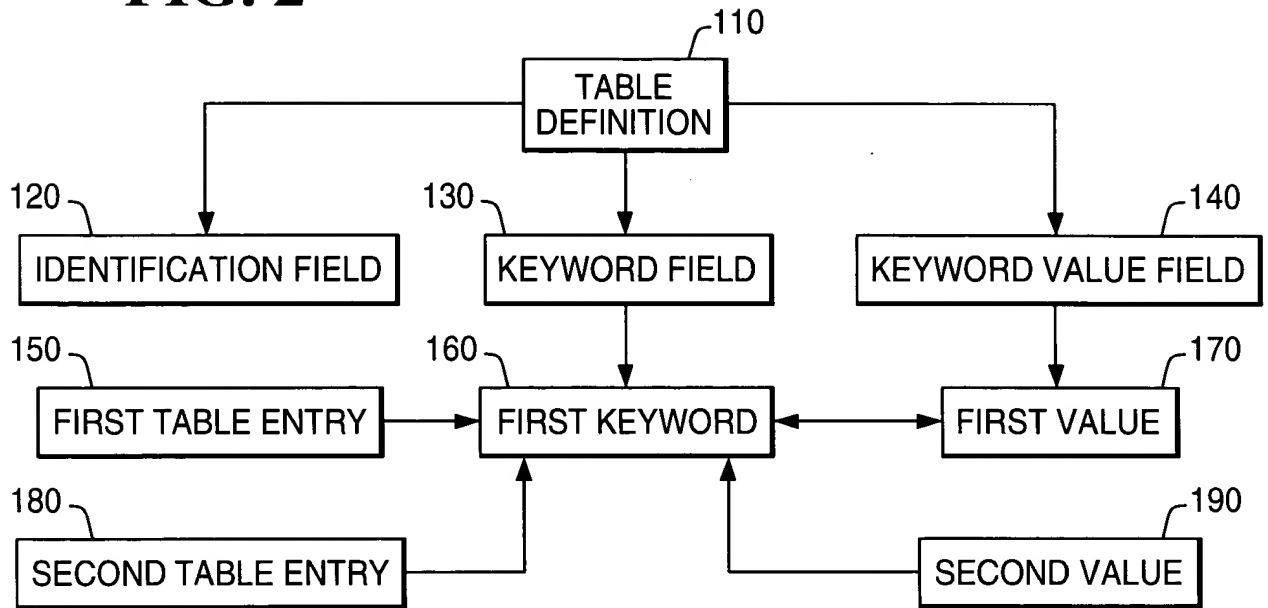 FIG. 2
110
TABLE
DEFINITION
120
130
140
IDENTIFICATION FIELD
KEYWORD FIELD
KEYWORD VALUE FIELD
150
160
170
FIRST TABLE ENTRY
FIRST KEYWORD
FIRST VALUE
180
190
SECOND TABLE ENTRY
SECOND VALUE